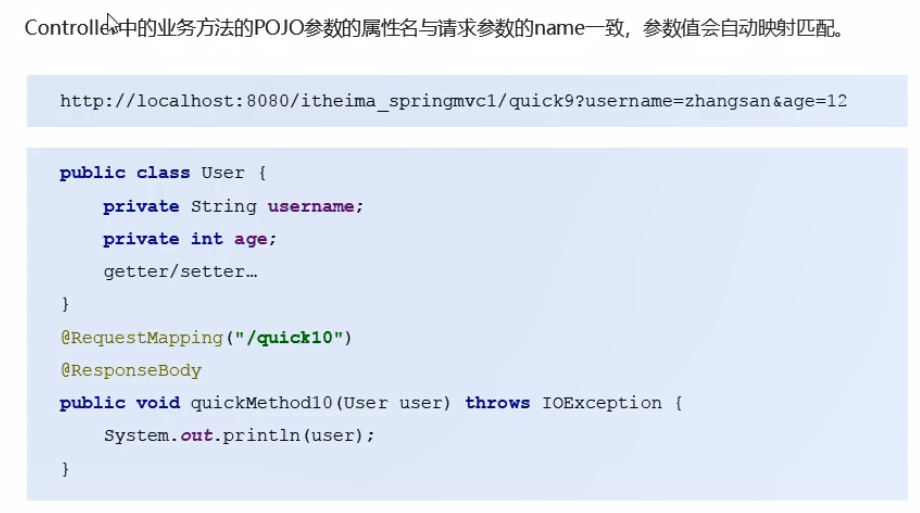 Controller中的业务方法的POJO参数的属性名与请求参数的name一致，参数值会自动映射匹配。
http://localhost:8080/itheima_springmvc1/quick9?username=zhangsan&age=12
public class User {
    private String username;
    private int age;
    getter/setter…
}
@RequestMapping("/quick10")
@ResponseBody
public void quickMethod10(User user) throws IOException {
    System.out.println(user);
}